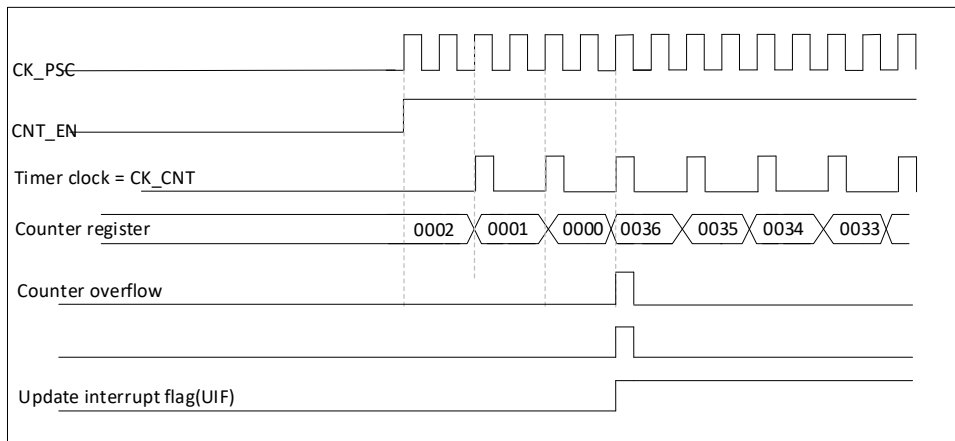 CK_PSC
CNT_EN
Timer clock = CK_CNT
Counter register
0002 0001 0000 0036 0035 0034 0033
Counter overflow
Update interrupt flag(UIF)